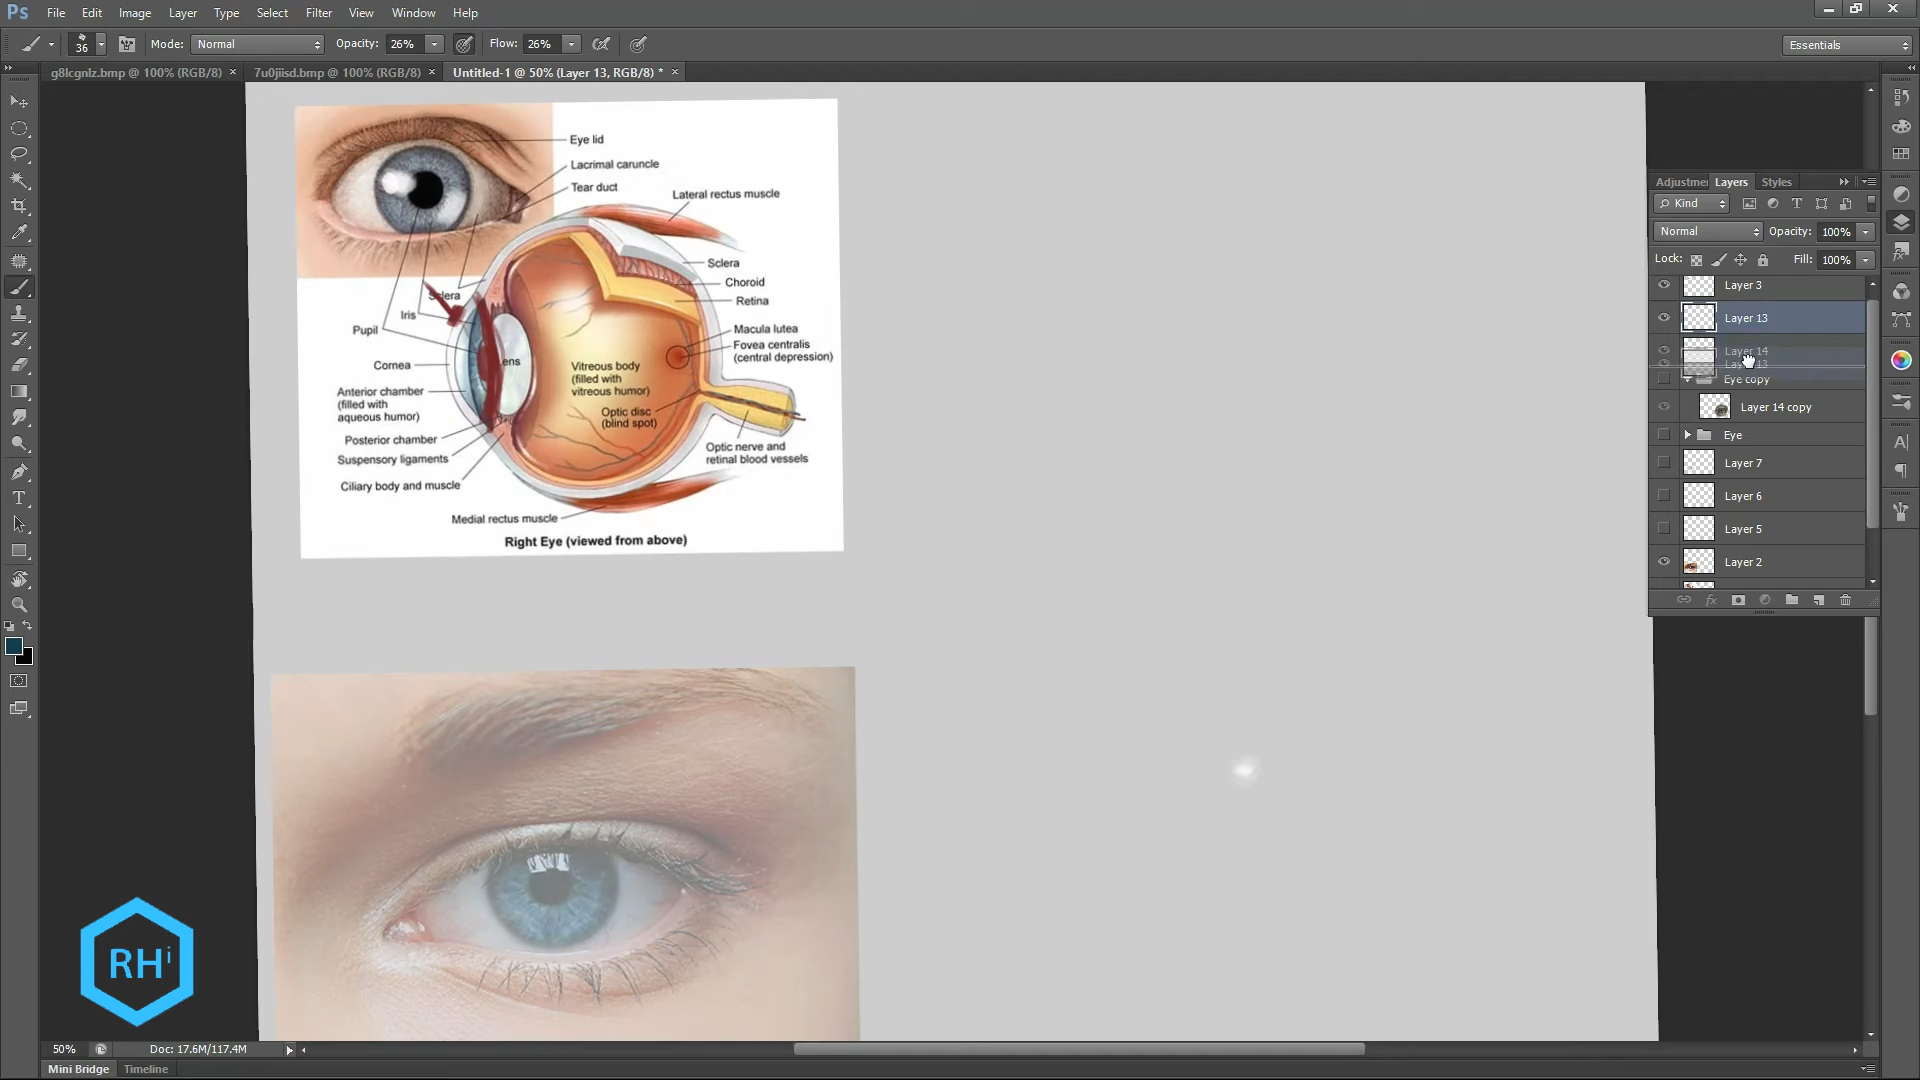 Ps File Edit Image Layer Type Select Filter Analysis View Window Help
36 Mode: Normal Opacity: 26% Flow: 26% Essentials
g8lcgnlz.bmp @ 100% (RGB/8) × 7u0jiisd.bmp @ 100% (RGB/8) × Untitled-1 @ 50% (Layer 13, RGB/8) * ×
Eye lid
Lacrimal caruncle
Tear duct
Lateral rectus muscle
Sclera
Choroid
Retina
Macula lutea
Fovea centralis
(central depression)
Sclera
Iris
Pupil
Cornea
ens
Vitreous body
(filled with
vitreous humor)
Anterior chamber
(filled with
aqueous humor)
Optic disc
(blind spot)
Posterior chamber
Suspensory ligaments
Ciliary body and muscle
Optic nerve and
retinal blood vessels
Medial rectus muscle
Right Eye (viewed from above)
Adjustmer Layers Styles
Kind
Normal Opacity: 100%
Lock: Fill: 100%
Layer 3
Layer 13
Layer 14
Layer 13
Eye copy
Layer 14 copy
Eye
Layer 7
Layer 6
Layer 5
Layer 2
RHi
50% Doc: 17.6M/117.4M
Mini Bridge Timeline